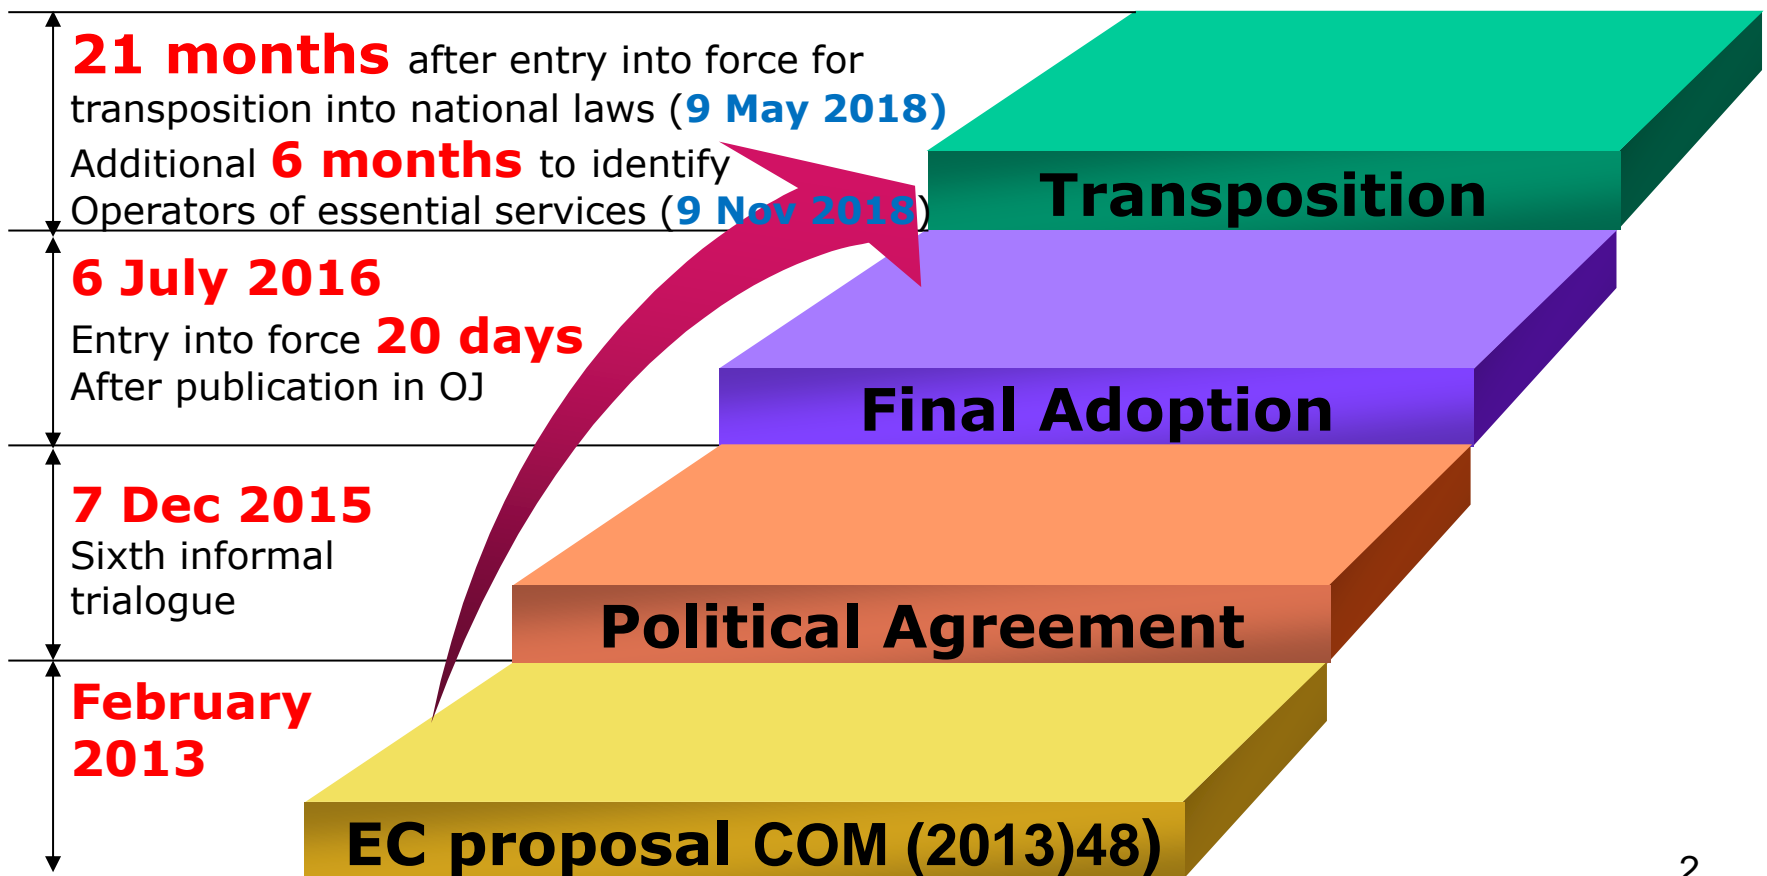 21 months after entry into force for
transposition into national laws (9 May 2018)
Additional 6 months to identify
Operators of essential services (9 Nov 2018)
Transposition
6 July 2016
Entry into force 20 days
After publication in OJ
Final Adoption
7 Dec 2015
Sixth informal
trialogue
Political Agreement
February
2013
EC proposal COM (2013)48)
2